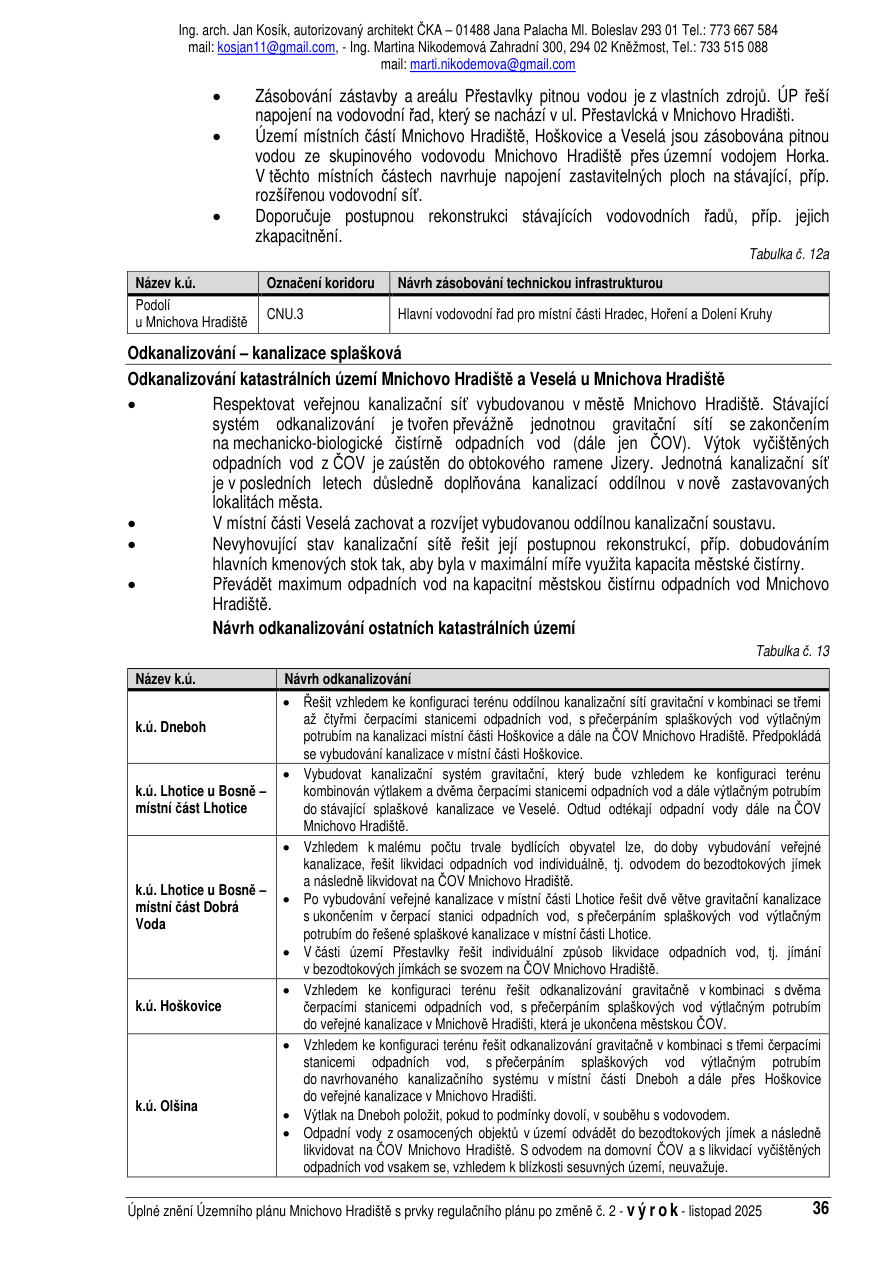 Ing. arch. Jan Kosík, autorizovaný architekt ČKA – 01488 Jana Palacha Ml. Boleslav 293 01 Tel.: 773 667 584
mail: kosjan11@gmail.com, - Ing. Martina Nikodemová Zahradní 300, 294 02 Kněžmost, Tel.: 733 515 088
mail: marti.nikodemova@gmail.com
• Zásobování zástavby a areálu Přestavlky pitnou vodou je z vlastních zdrojů. ÚP řeší
napojení na vodovodní řad, který se nachází v ul. Přestavlcká v Mnichovo Hradišti.
• Území místních částí Mnichovo Hradiště, Hoškovice a Veselá jsou zásobována pitnou
vodou ze skupinového vodovodu Mnichovo Hradiště přes územní vodojem Horka.
V těchto místních částech navrhuje napojení zastavitelných ploch na stávající, příp.
rozšířenou vodovodní síť.
• Doporučuje postupnou rekonstrukci stávajících vodovodních řadů, příp. jejich
zkapacitnění.
Tabulka č. 12a
Název k.ú. Označení koridoru Návrh zásobování technickou infrastrukturou
Podolí
u Mnichova Hradiště CNU.3 Hlavní vodovodní řad pro místní části Hradec, Hoření a Dolení Kruhy
Odkanalizování – kanalizace splašková
Odkanalizování katastrálních území Mnichovo Hradiště a Veselá u Mnichova Hradiště
• Respektovat veřejnou kanalizační síť vybudovanou v městě Mnichovo Hradiště. Stávající
systém odkanalizování je tvořen převážně jednotnou gravitační sítí se zakončením
na mechanicko-biologické čistírně odpadních vod (dále jen ČOV). Výtok vyčištěných
odpadních vod z ČOV je zaústěn do obtokového ramene Jizery. Jednotná kanalizační síť
je v posledních letech důsledně doplňována kanalizací oddílnou v nově zastavovaných
lokalitách města.
• V místní části Veselá zachovat a rozvíjet vybudovanou oddílnou kanalizační soustavu.
• Nevyhovující stav kanalizační sítě řešit její postupnou rekonstrukcí, příp. dobudováním
hlavních kmenových stok tak, aby byla v maximální míře využita kapacita městské čistírny.
• Převádět maximum odpadních vod na kapacitní městskou čistírnu odpadních vod Mnichovo
Hradiště.
Návrh odkanalizování ostatních katastrálních území
Tabulka č. 13
Název k.ú. Návrh odkanalizování
k.ú. Dneboh
• Řešit vzhledem ke konfiguraci terénu oddílnou kanalizační sítí gravitační v kombinaci se třemi
až čtyřmi čerpacími stanicemi odpadních vod, s přečerpáním splaškových vod výtlačným
potrubím na kanalizaci místní části Hoškovice a dále na ČOV Mnichovo Hradiště. Předpokládá
se vybudování kanalizace v místní části Hoškovice.
k.ú. Lhotice u Bosně –
místní část Lhotice
• Vybudovat kanalizační systém gravitační, který bude vzhledem ke konfiguraci terénu
kombinován výtlakem a dvěma čerpacími stanicemi odpadních vod a dále výtlačným potrubím
do stávající splaškové kanalizace ve Veselé. Odtud odtékají odpadní vody dále na ČOV
Mnichovo Hradiště.
k.ú. Lhotice u Bosně –
místní část Dobrá
Voda
• Vzhledem k malému počtu trvale bydlících obyvatel lze, do doby vybudování veřejné
kanalizace, řešit likvidaci odpadních vod individuálně, tj. odvodem do bezodtokových jímek
a následně likvidovat na ČOV Mnichovo Hradiště.
• Po vybudování veřejné kanalizace v místní části Lhotice řešit dvě větve gravitační kanalizace
s ukončením v čerpací stanici odpadních vod, s přečerpáním splaškových vod výtlačným
potrubím do řešené splaškové kanalizace v místní části Lhotice.
• V části území Přestavlky řešit individuální způsob likvidace odpadních vod, tj. jímání
v bezodtokových jímkách se svozem na ČOV Mnichovo Hradiště.
k.ú. Hoškovice
• Vzhledem ke konfiguraci terénu řešit odkanalizování gravitačně v kombinaci s dvěma
čerpacími stanicemi odpadních vod, s přečerpáním splaškových vod výtlačným potrubím
do veřejné kanalizace v Mnichově Hradišti, která je ukončena městskou ČOV.
k.ú. Olšina
• Vzhledem ke konfiguraci terénu řešit odkanalizování gravitačně v kombinaci s třemi čerpacími
stanicemi odpadních vod, s přečerpáním splaškových vod výtlačným potrubím
do navrhovaného kanalizačního systému v místní části Dneboh a dále přes Hoškovice
do veřejné kanalizace v Mnichově Hradišti.
• Výtlak na Dneboh položit, pokud to podmínky dovolí, v souběhu s vodovodem.
• Odpadní vody z osamocených objektů v území odvádět do bezodtokových jímek a následně
likvidovat na ČOV Mnichovo Hradiště. S odvodem na domovní ČOV a s likvidací vyčištěných
odpadních vod vsakem se, vzhledem k blízkosti sesuvných území, neuvažuje.
Úplné znění Územního plánu Mnichovo Hradiště s prvky regulačního plánu po změně č. 2 - v ý r o k - listopad 2025 36